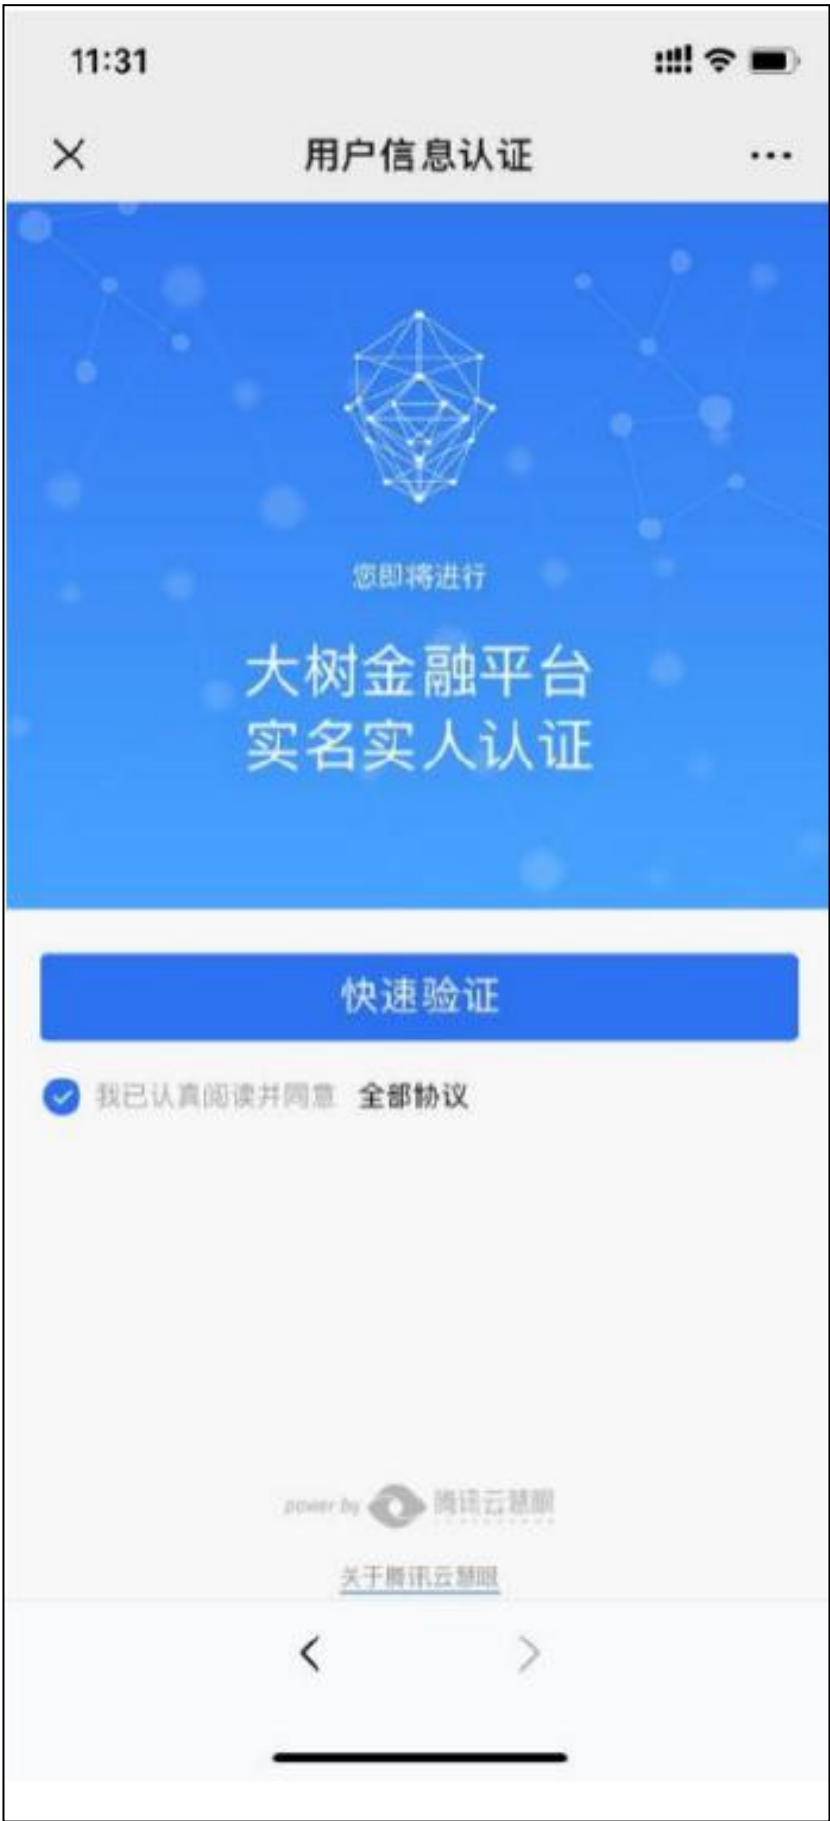 11:31
用户信息认证
您即将进行
大树金融平台
实名实人认证
快速验证
我已认真阅读并同意 全部协议
power by 腾讯云慧眼
关于腾讯云慧眼